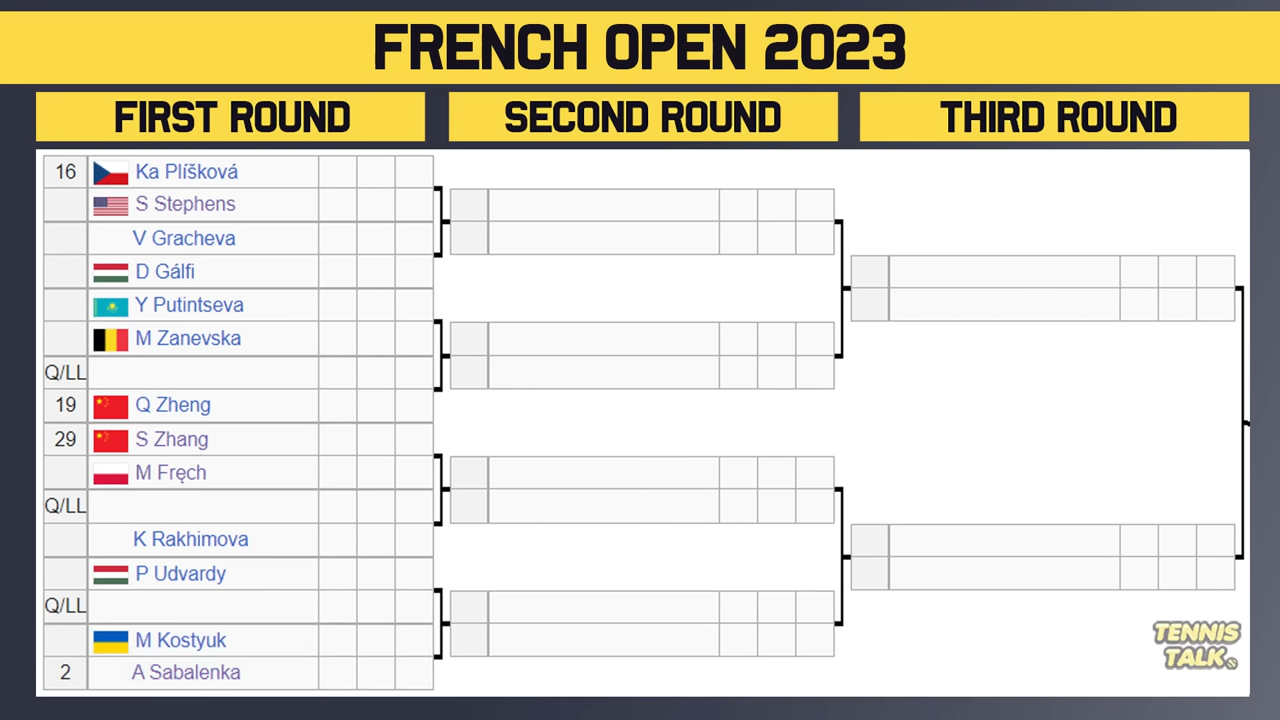 FRENCH OPEN 2023
FIRST ROUND
SECOND ROUND
THIRD ROUND
16 Ka Plíšková
S Stephens
V Gracheva
D Gálfi
Y Putintseva
M Zanevska
Q/LL
19 Q Zheng
29 S Zhang
M Fręch
Q/LL
K Rakhimova
P Udvardy
Q/LL
M Kostyuk
2 A Sabalenka
TENNIS
TALK